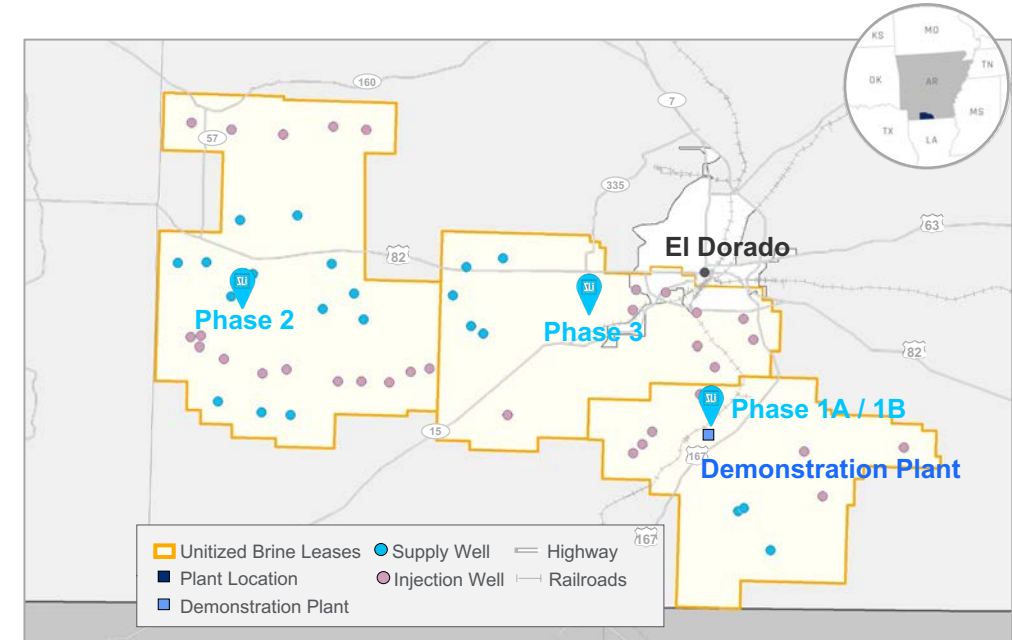 KS
MO
OK
AR
TN
MS
TX
LA
160
7
57
335
63
El Dorado
82
Phase 2
Phase 3
82
Phase 1A / 1B
15
167
Demonstration Plant
167
Unitized Brine Leases
Supply Well
Highway
Plant Location
Injection Well
Railroads
Demonstration Plant